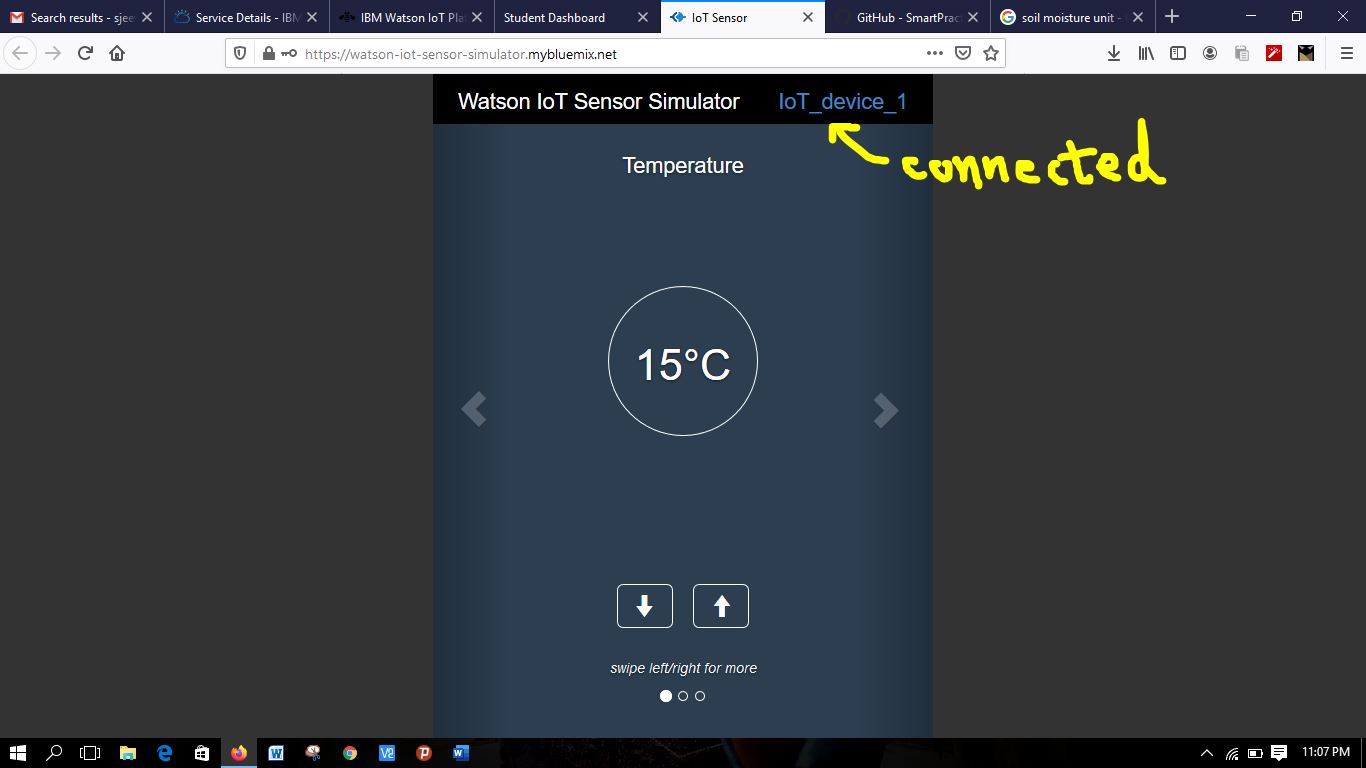 Search results - sjee
Service Details - IBM
IBM Watson IoT Pla
Student Dashboard
IoT Sensor
GitHub - SmartPract
soil moisture unit -
https://watson-iot-sensor-simulator.mybluemix.net
Watson IoT Sensor Simulator IoT_device_1
connected
Temperature
15°C
swipe left/right for more
11:07 PM